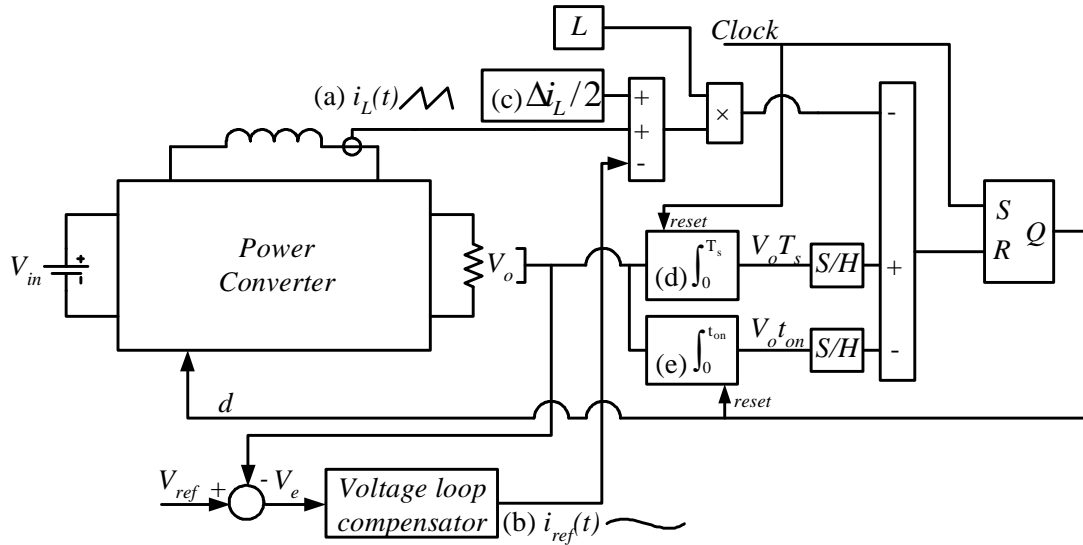 L
Clock
(a) i_L(t)
(c) Δi_L/2
+
+
-
×
-
reset
S
Q
R
Power
Converter
V_in
+
-
V_o
(d) ∫_0^{T_s}
V_oT_s
S/H
+
(e) ∫_0^{t_on}
V_ot_on
S/H
-
reset
d
V_ref
+
- V_e
Voltage loop
compensator
(b) i_ref(t)